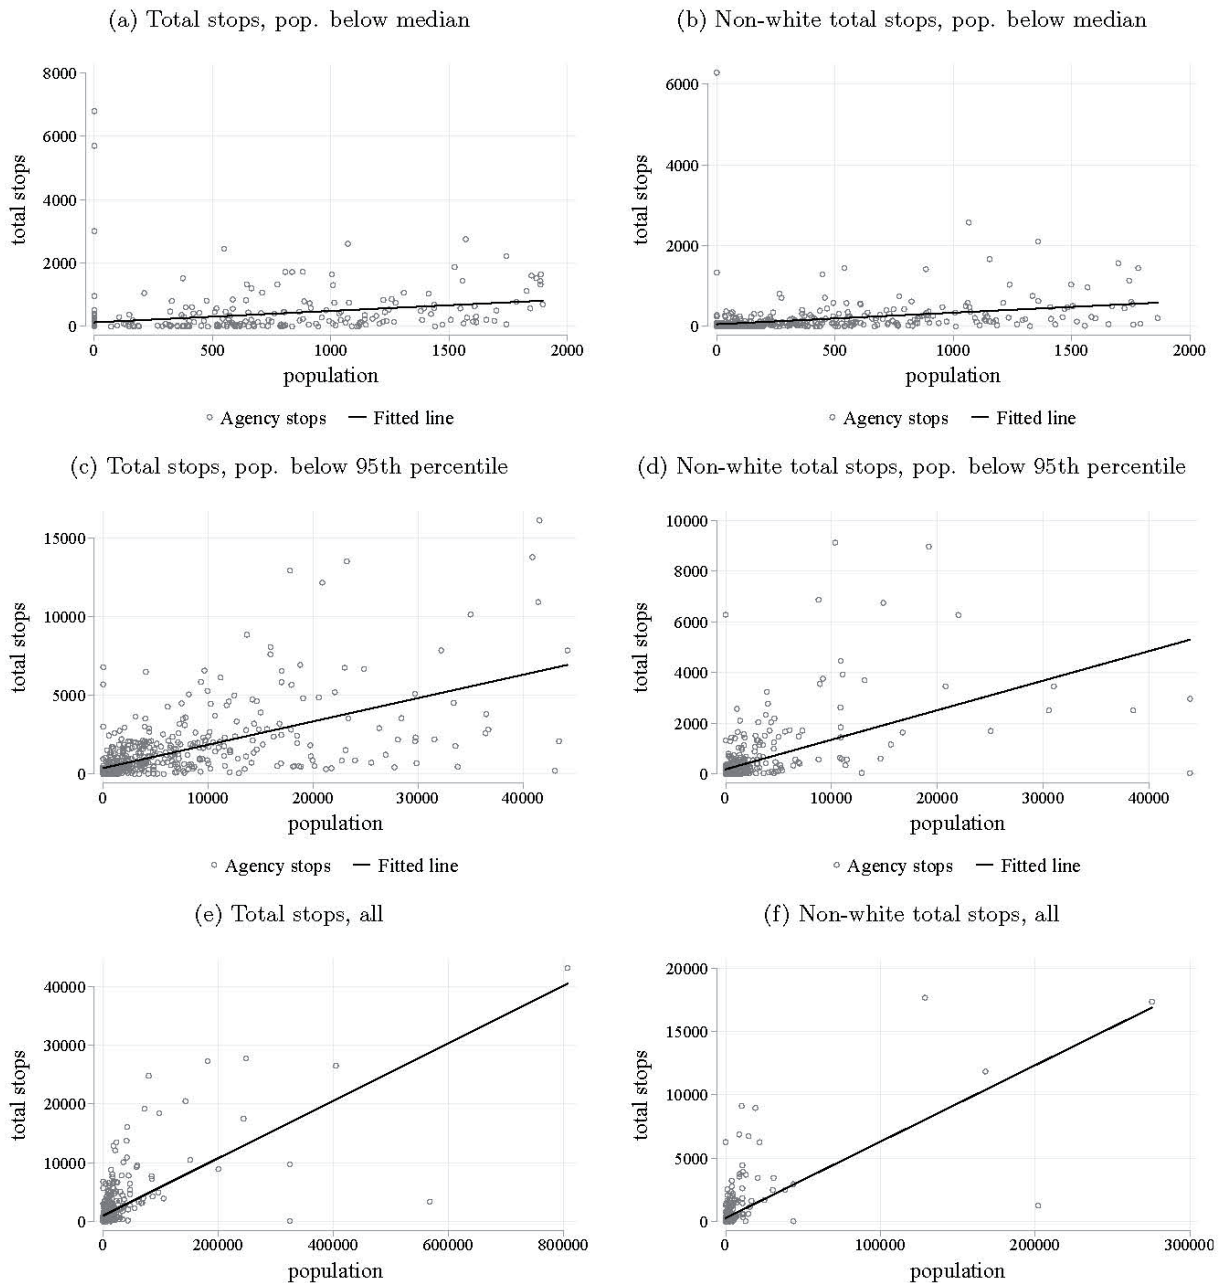 (a) Total stops, pop. below median
8000
6000
4000
2000
0
total stops
0 500 1000 1500 2000
population
Agency stops Fitted line
(b) Non-white total stops, pop. below median
6000
4000
2000
0
total stops
0 500 1000 1500 2000
population
Agency stops Fitted line
(c) Total stops, pop. below 95th percentile
15000
10000
5000
0
total stops
0 10000 20000 30000 40000
population
Agency stops Fitted line
(d) Non-white total stops, pop. below 95th percentile
10000
8000
6000
4000
2000
0
total stops
0 10000 20000 30000 40000
population
Agency stops Fitted line
(e) Total stops, all
40000
30000
20000
10000
0
total stops
0 200000 400000 600000 800000
population
(f) Non-white total stops, all
20000
15000
10000
5000
0
total stops
0 100000 200000 300000
population